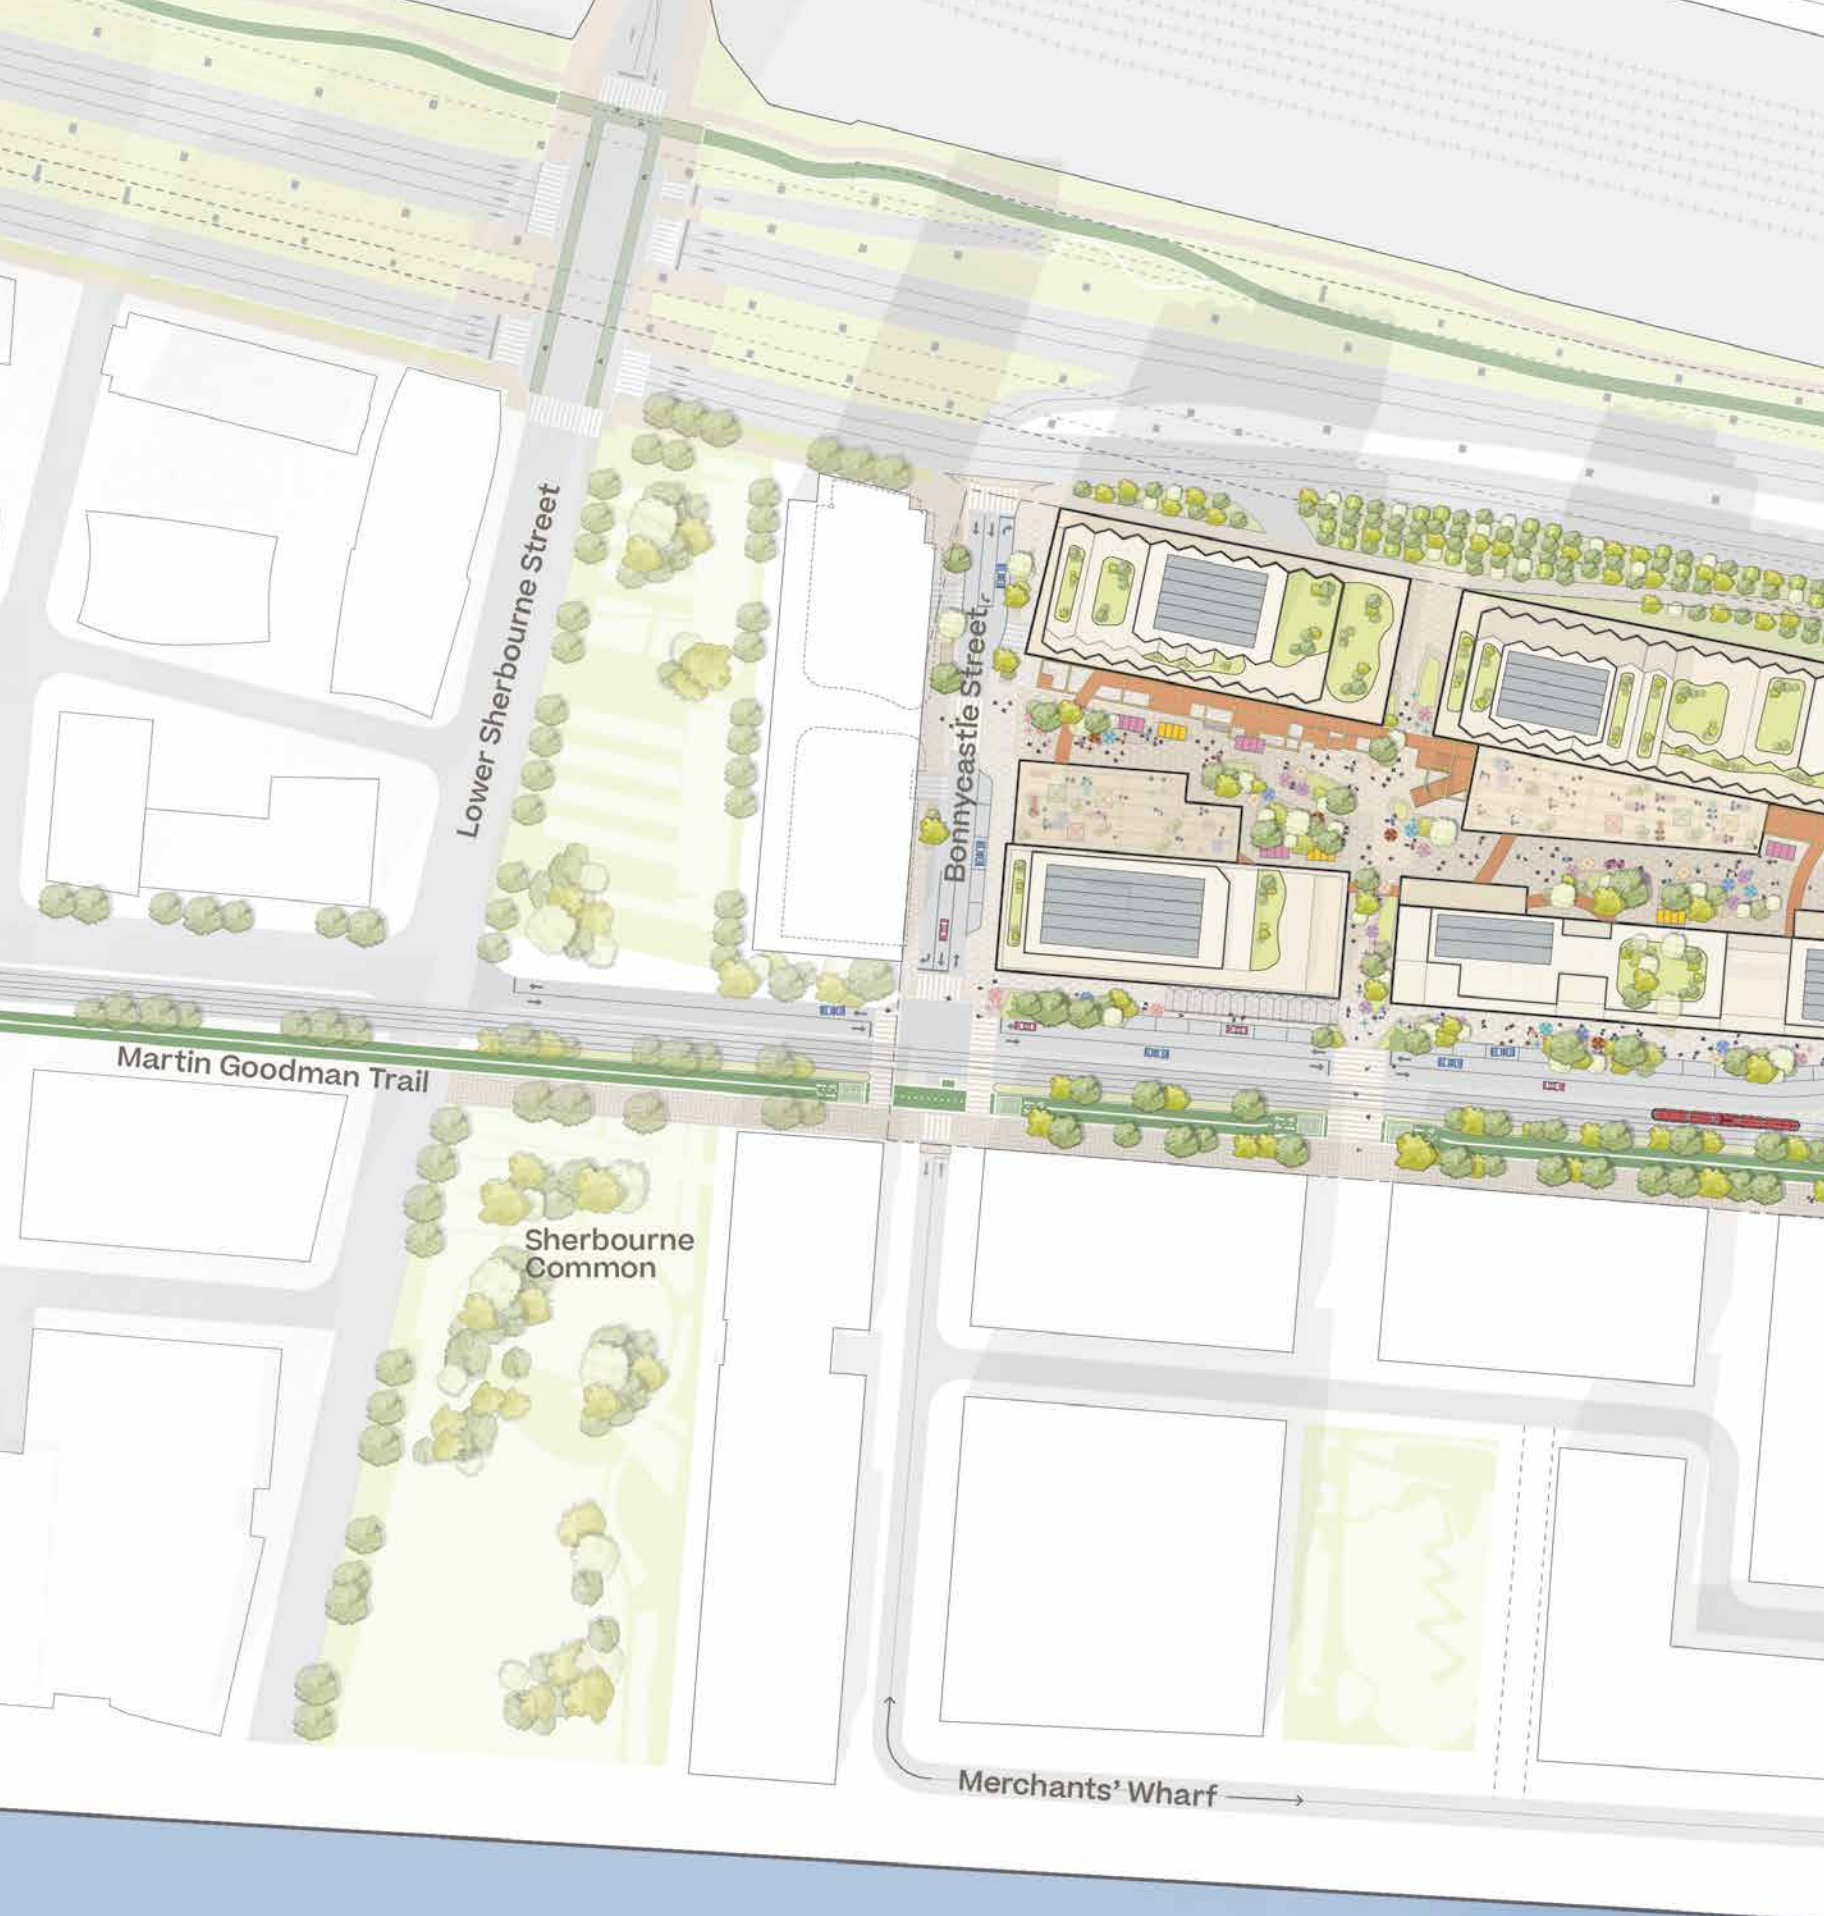 Lower Sherbourne Street
Bonnycastle Street
Martin Goodman Trail
Sherbourne
Common
Merchants’ Wharf